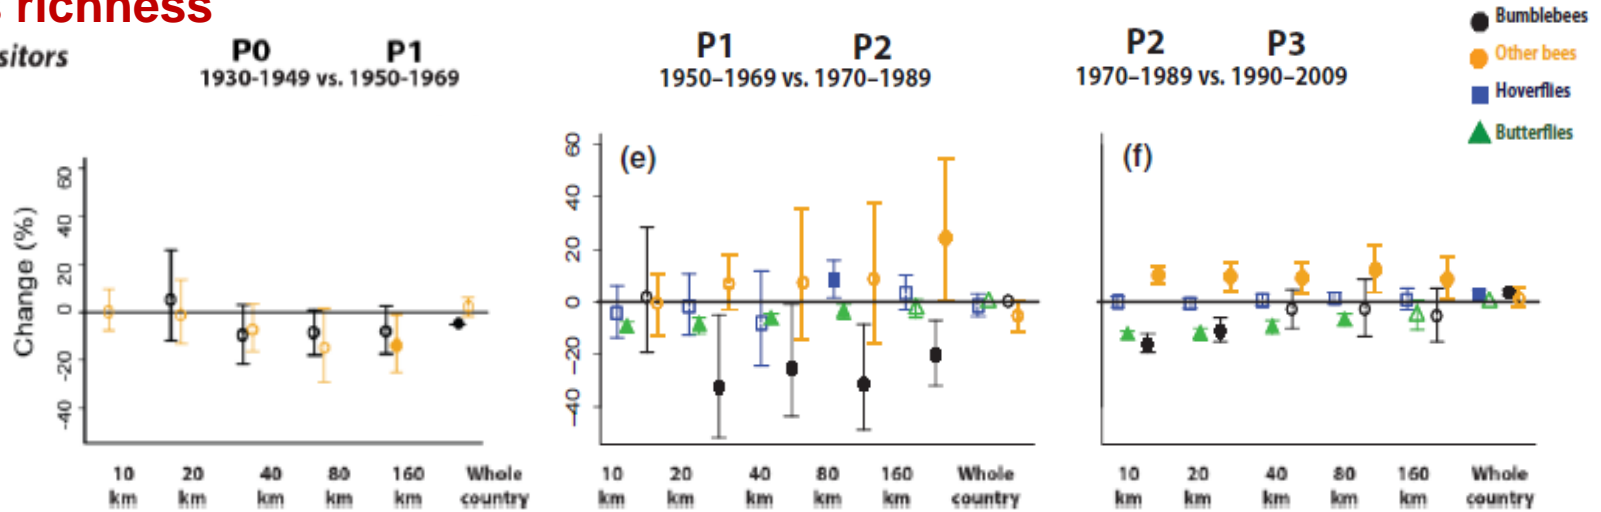 richness
sitors
P0 P1
1930-1949 vs. 1950-1969
P1 P2
1950–1969 vs. 1970–1989
P2 P3
1970–1989 vs. 1990–2009
Bumblebees
Other bees
Hoverflies
Butterflies
Change (%)
60
40
20
0
-20
-40
10 km
20 km
40 km
80 km
160 km
Whole country
(e)
60
40
20
0
−20
−40
10 km
20 km
40 km
80 km
160 km
Whole country
(f)
10 km
20 km
40 km
80 km
160 km
Whole country